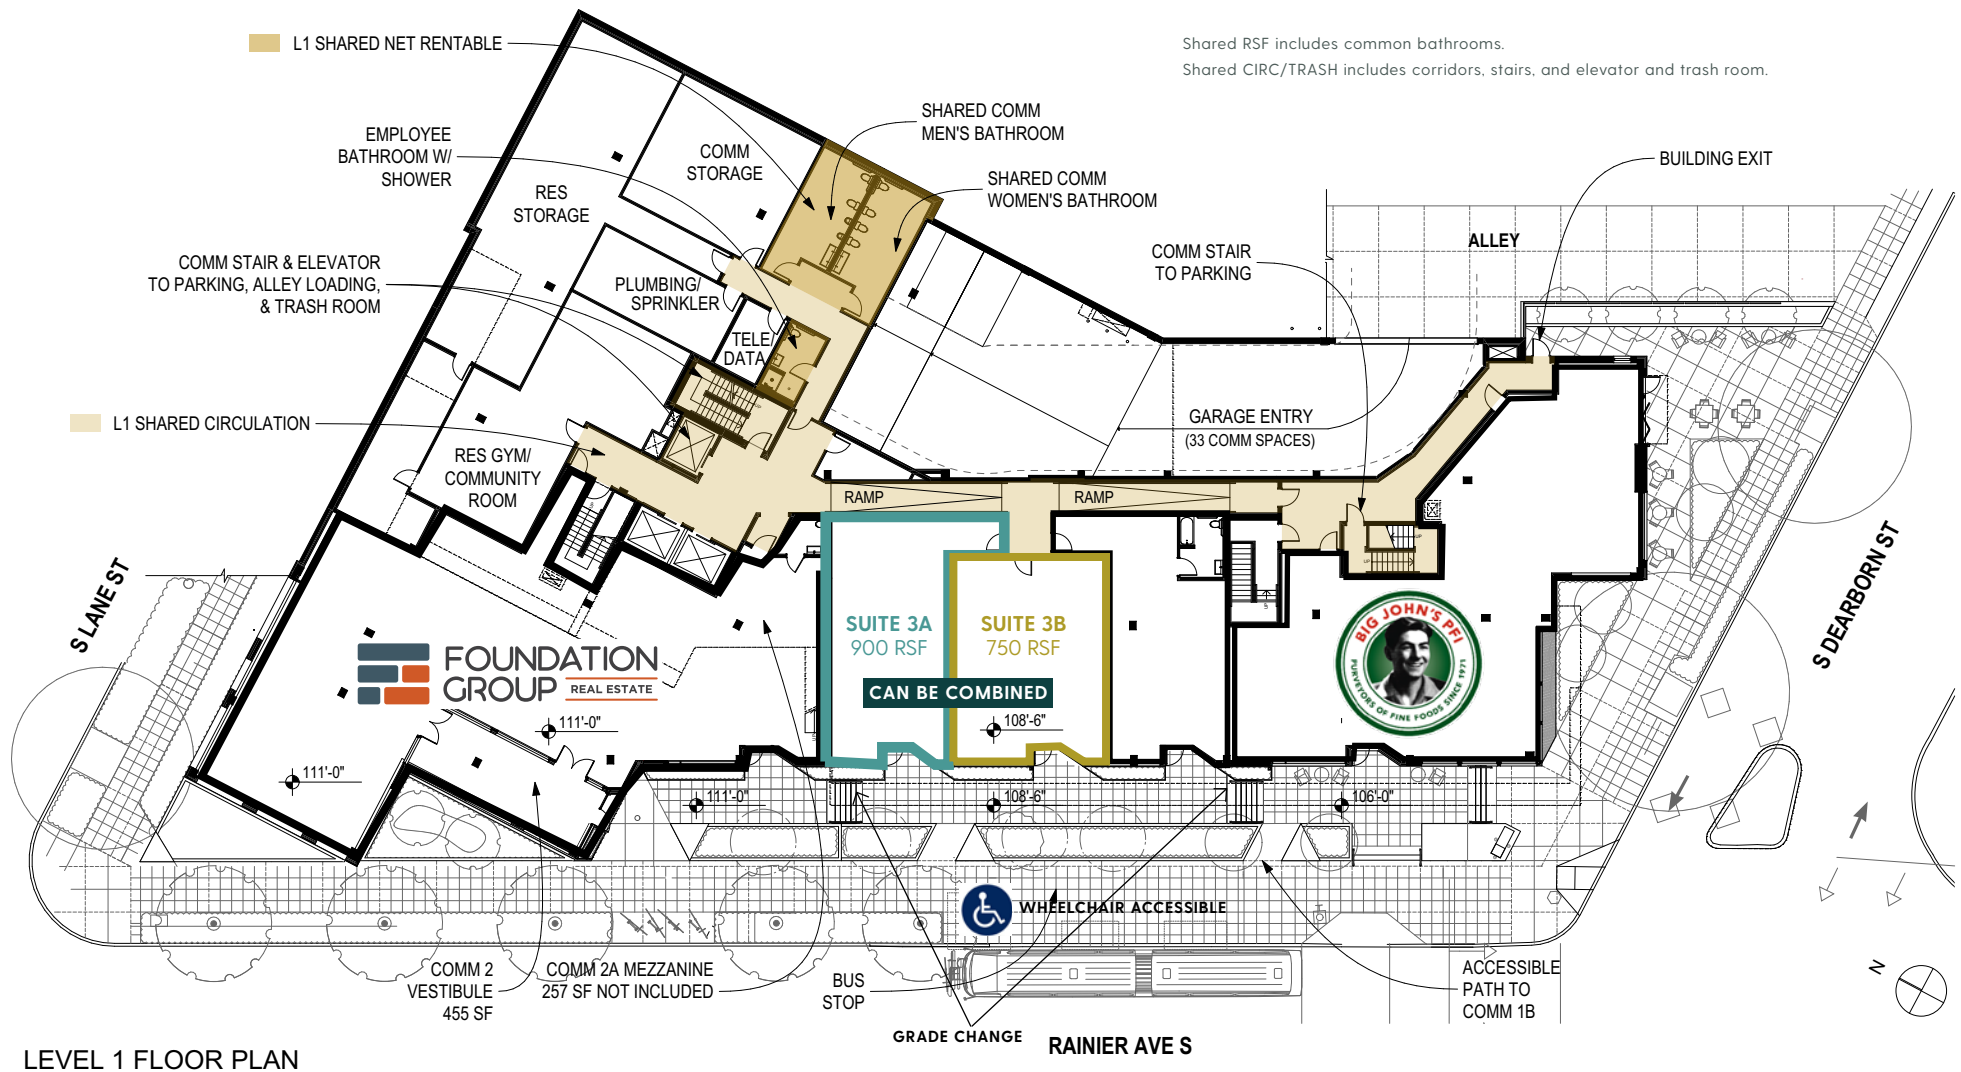 L1 SHARED NET RENTABLE
Shared RSF includes common bathrooms.
Shared CIRC/TRASH includes corridors, stairs, and elevator and trash room.
EMPLOYEE
BATHROOM W/
SHOWER
SHARED COMM
MEN'S BATHROOM
COMM
STORAGE
SHARED COMM
WOMEN'S BATHROOM
BUILDING EXIT
RES
STORAGE
ALLEY
COMM STAIR
TO PARKING
COMM STAIR & ELEVATOR
TO PARKING, ALLEY LOADING,
& TRASH ROOM
PLUMBING/
SPRINKLER
TELE/
DATA
L1 SHARED CIRCULATION
GARAGE ENTRY
(33 COMM SPACES)
RES GYM/
COMMUNITY
ROOM
RAMP
RAMP
UP
UP
UP
S LANE ST
S DEARBORN ST
SUITE 3A
900 RSF
SUITE 3B
750 RSF
CAN BE COMBINED
FOUNDATION
GROUP
REAL ESTATE
BIG JOHN'S PFI
PURVEYORS OF FINE FOODS SINCE 1971
111'-0"
108'-6"
111'-0"
111'-0"
108'-6"
106'-0"
WHEELCHAIR ACCESSIBLE
COMM 2
VESTIBULE
455 SF
COMM 2A MEZZANINE
257 SF NOT INCLUDED
BUS
STOP
ACCESSIBLE
PATH TO
COMM 1B
N
GRADE CHANGE
RAINIER AVE S
LEVEL 1 FLOOR PLAN